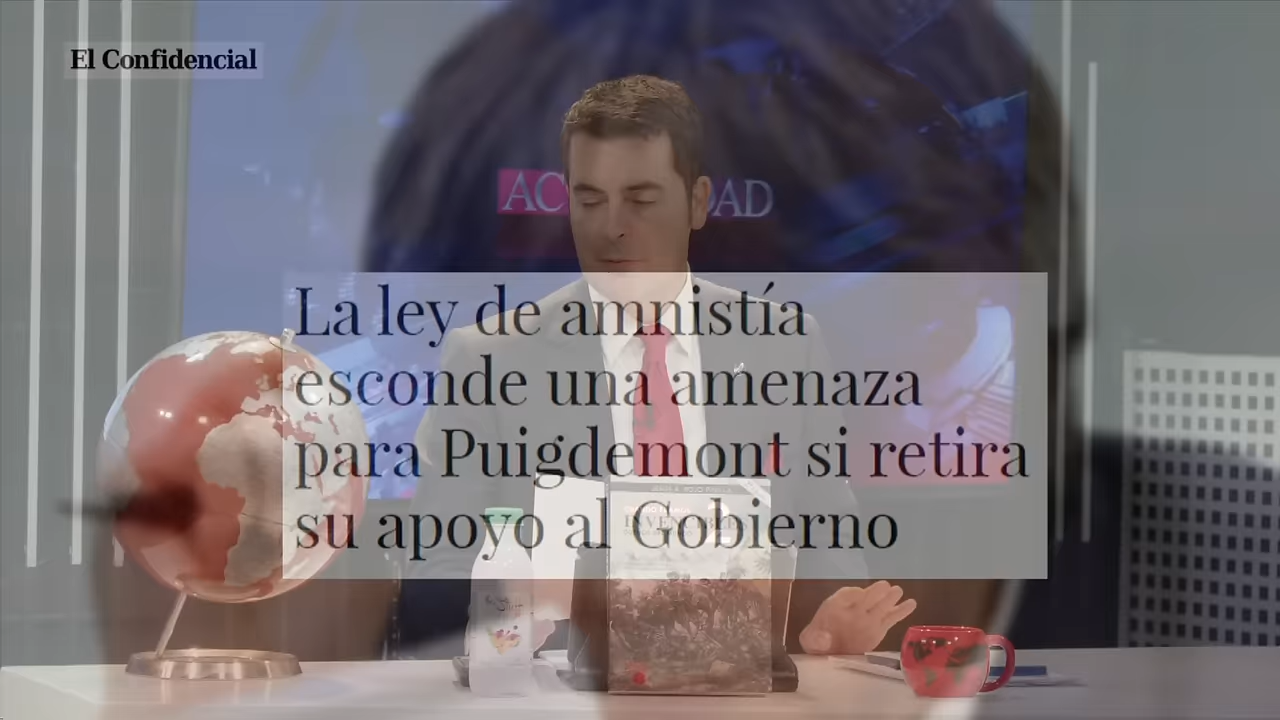 El Confidencial
La ley de amnistía
esconde una amenaza
para Puigdemont si retira
su apoyo al Gobierno